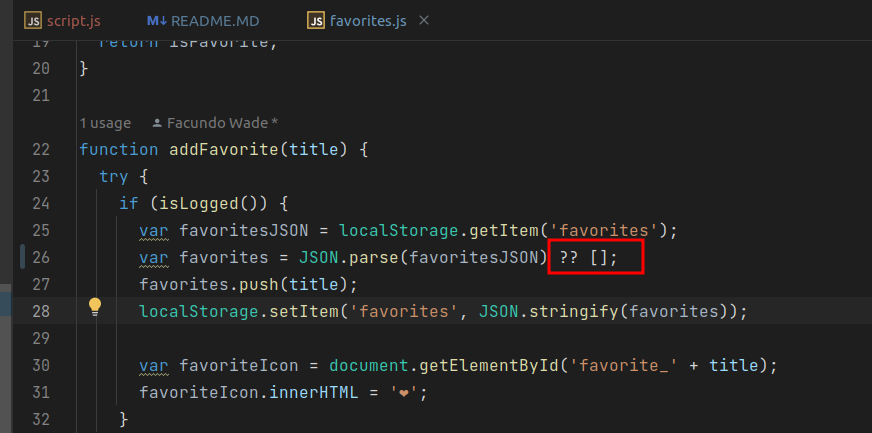 JS script.js M↓ README.MD JS favorites.js ×
19 return isFavorite;
20 }
21
1 usage Facundo Wade *
22 function addFavorite(title) {
23 try {
24 if (isLogged()) {
25 var favoritesJSON = localStorage.getItem('favorites');
26 var favorites = JSON.parse(favoritesJSON) ?? [];
27 favorites.push(title);
28 localStorage.setItem('favorites', JSON.stringify(favorites));
29
30 var favoriteIcon = document.getElementById('favorite_' + title);
31 favoriteIcon.innerHTML = '❤';
32 }